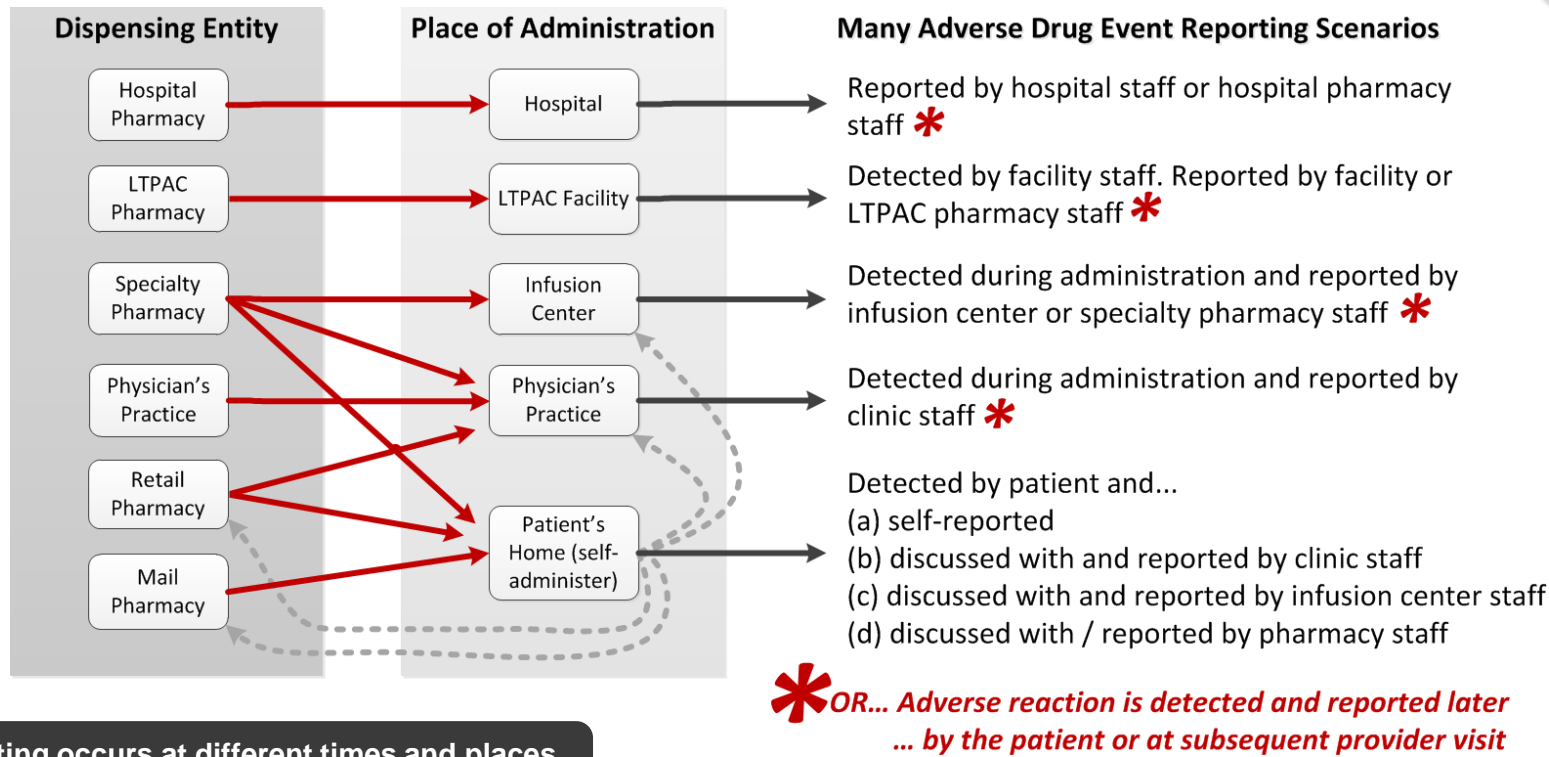 Dispensing Entity
Place of Administration
Many Adverse Drug Event Reporting Scenarios
Hospital
Pharmacy
Hospital
Reported by hospital staff or hospital pharmacy
staff *
LTPAC
Pharmacy
LTPAC Facility
Detected by facility staff. Reported by facility or
LTPAC pharmacy staff *
Specialty
Pharmacy
Infusion
Center
Detected during administration and reported by
infusion center or specialty pharmacy staff *
Physician's
Practice
Physician's
Practice
Detected during administration and reported by
clinic staff *
Retail
Pharmacy
Mail
Pharmacy
Patient's
Home (self-
administer)
Detected by patient and...
(a) self-reported
(b) discussed with and reported by clinic staff
(c) discussed with and reported by infusion center staff
(d) discussed with / reported by pharmacy staff
*OR... Adverse reaction is detected and reported later
... by the patient or at subsequent provider visit
occurs at different times and places